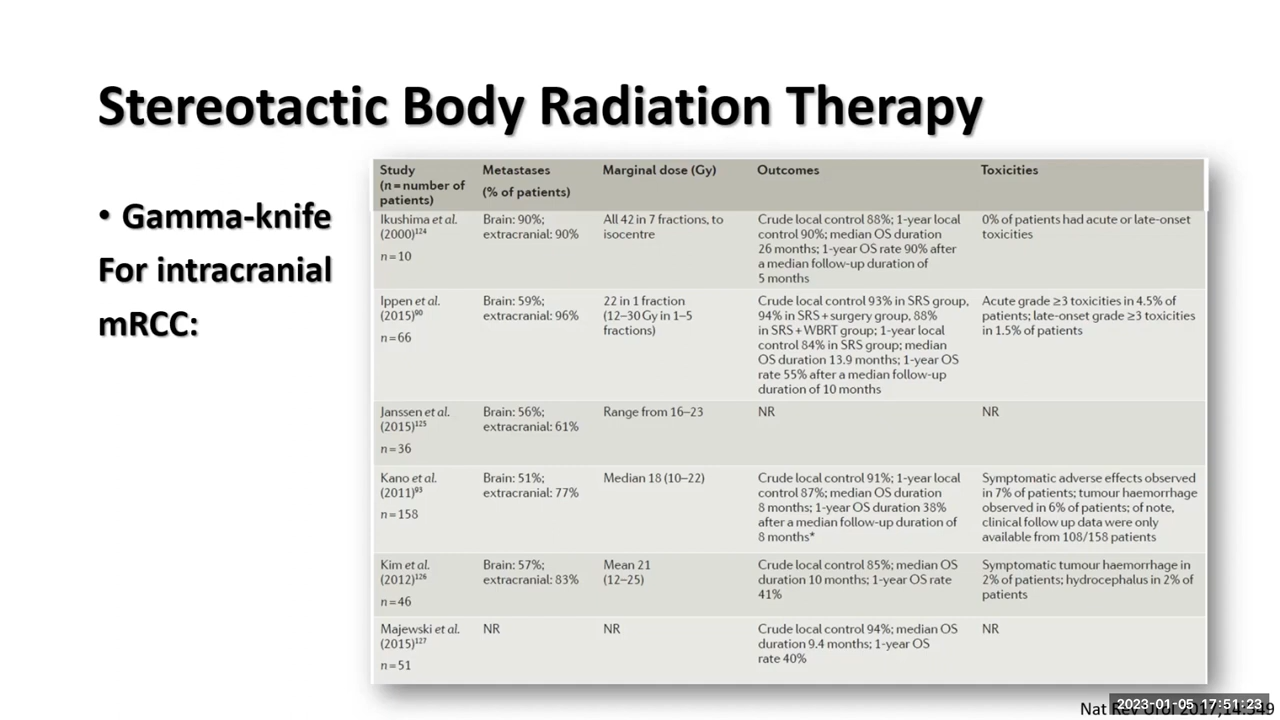 Stereotactic Body Radiation Therapy
• Gamma-knife
For intracranial
mRCC:
Study
(n = number of
patients)
Metastases
(% of patients)
Marginal dose (Gy)
Outcomes
Toxicities
Ikushima et al.
(2000)¹²⁴
n = 10
Brain: 90%;
extracranial: 90%
All 42 in 7 fractions, to
isocentre
Crude local control 88%; 1-year local
control 90%; median OS duration
26 months; 1-year OS rate 90% after
a median follow-up duration of
5 months
0% of patients had acute or late-onset
toxicities
Ippen et al.
(2015)⁹⁰
n = 66
Brain: 59%;
extracranial: 96%
22 in 1 fraction
(12–30 Gy in 1–5
fractions)
Crude local control 93% in SRS group,
94% in SRS + surgery group, 88%
in SRS + WBRT group; 1-year local
control 84% in SRS group; median
OS duration 13.9 months; 1-year OS
rate 55% after a median follow-up
duration of 10 months
Acute grade ≥3 toxicities in 4.5% of
patients; late-onset grade ≥3 toxicities
in 1.5% of patients
Janssen et al.
(2015)¹²⁵
n = 36
Brain: 56%;
extracranial: 61%
Range from 16–23
NR
NR
Kano et al.
(2011)⁹³
n = 158
Brain: 51%;
extracranial: 77%
Median 18 (10–22)
Crude local control 91%; 1-year local
control 87%; median OS duration
8 months; 1-year OS duration 38%
after a median follow-up duration of
8 months*
Symptomatic adverse effects observed
in 7% of patients; tumour haemorrhage
observed in 6% of patients; of note,
clinical follow up data were only
available from 108/158 patients
Kim et al.
(2012)¹²⁶
n = 46
Brain: 57%;
extracranial: 83%
Mean 21
(12–25)
Crude local control 85%; median OS
duration 10 months; 1-year OS rate
41%
Symptomatic tumour haemorrhage in
2% of patients; hydrocephalus in 2% of
patients
Majewski et al.
(2015)¹²⁷
n = 51
NR
NR
Crude local control 94%; median OS
duration 9.4 months; 1-year OS
rate 40%
NR
Nat Rev Urol 2017;14:549
2023-01-05 17:51:23